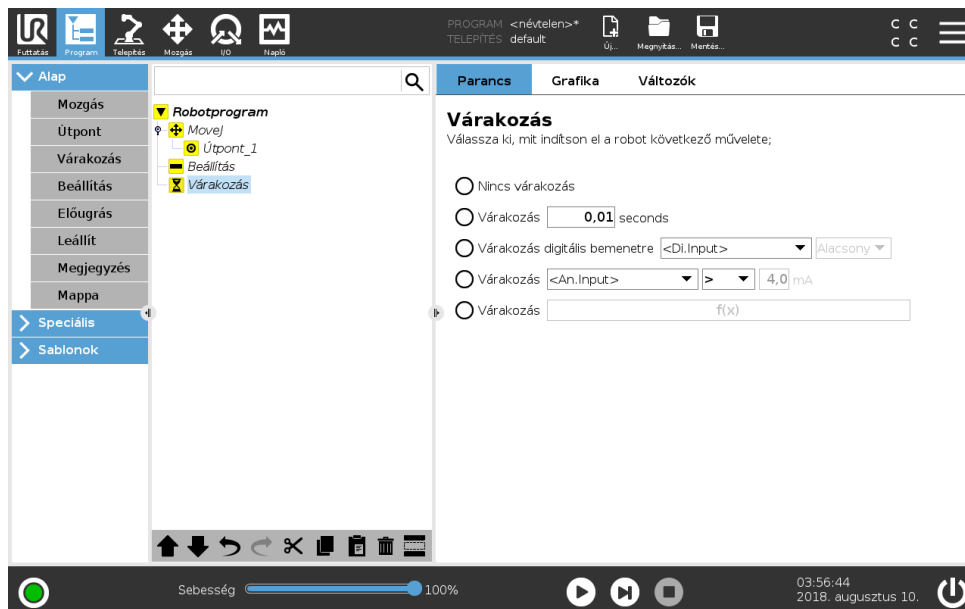 UR
Futtatás
Program
Telepítés
Mozgás
I/O
Napló
PROGRAM <névtelen>*
TELEPÍTÉS default
Új...
Megnyitás...
Mentés...
C C
C C
Alap
Mozgás
Útpont
Várakozás
Beállítás
Előugrás
Leállít
Megjegyzés
Mappa
Speciális
Sablonok
Robotprogram
MoveJ
Útpont_1
Beállítás
Várakozás
Parancs
Grafika
Változók
Várakozás
Válassza ki, mit indítson el a robot következő művelete;
Nincs várakozás
Várakozás 0,01 seconds
Várakozás digitális bemenetre <Di.Input> Alacsony
Várakozás <An.Input> > 4,0 mA
Várakozás f(x)
Sebesség 100%
03:56:44
2018. augusztus 10.